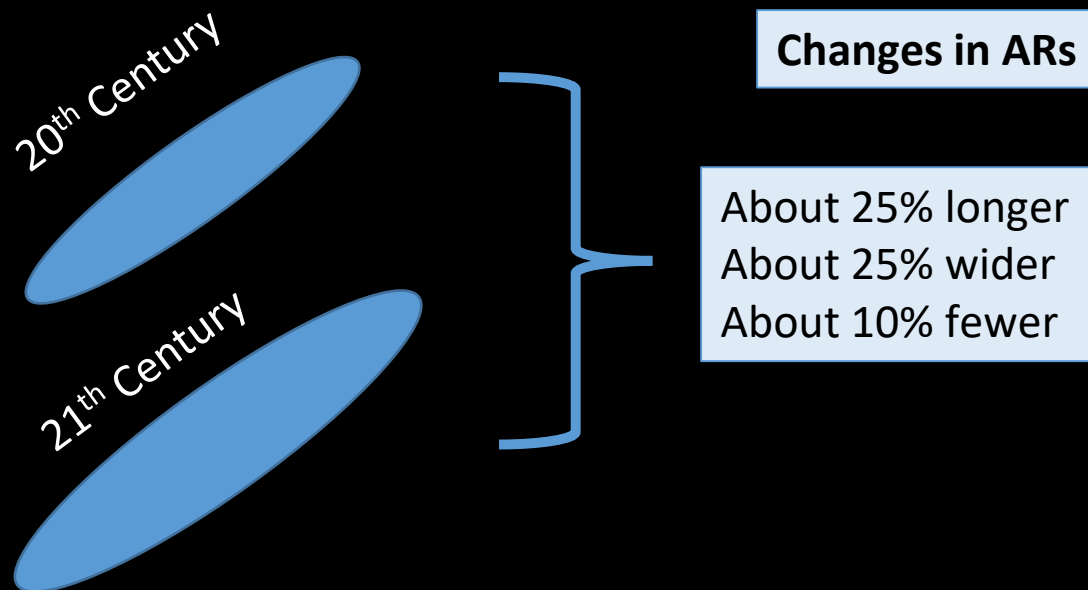 20th Century
Changes in ARs
21th Century
About 25% longer
About 25% wider
About 10% fewer